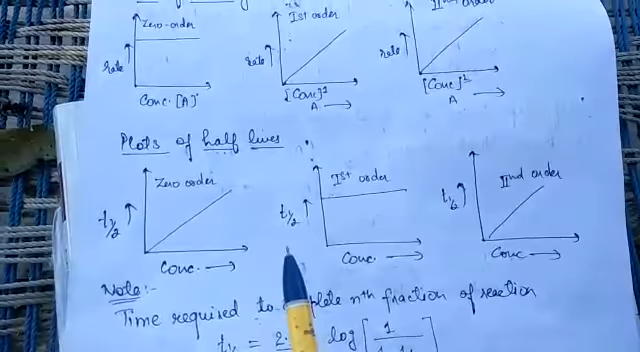 Zero-order
Ist order
rate
rate
rate
Conc. [A]°
[Conc]¹
A
[Conc]²
A
Plots of half lives
Zero order
Ist order
IInd order
t½
t½
t½
Conc.
Conc.
Conc
Note:-
Time required to nth fraction of reaction
t½ = 2. log [ 1